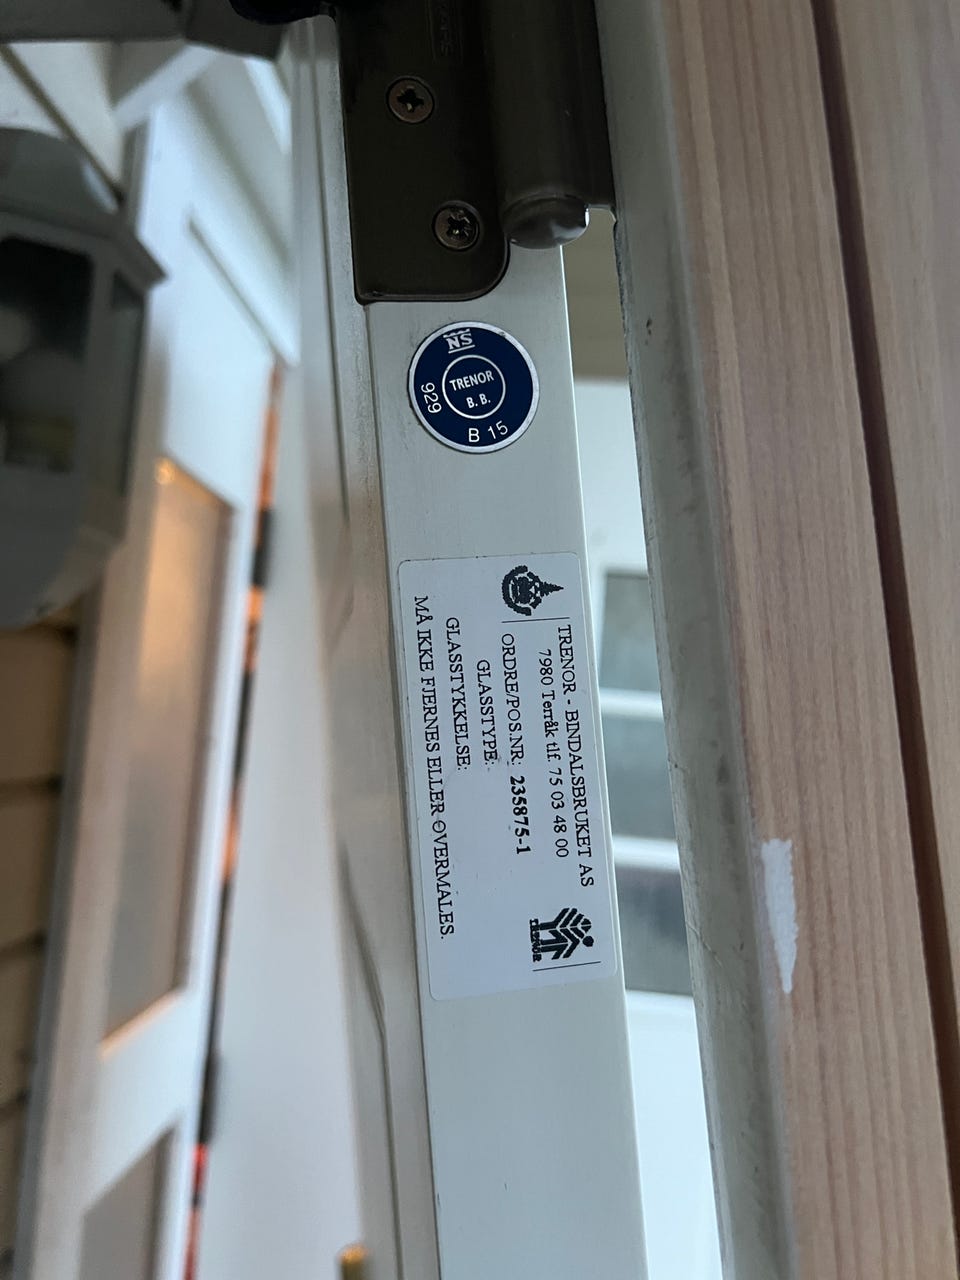 NS
TRENOR
B. B.
929
B 15
TRENOR - BINDALSBRUKET AS
7980 Terråk tlf. 75 03 48 00
ORDRE/POS.NR: 235875-1
GLASSTYPE:
GLASSTYKKELSE:
MÅ IKKE FJERNES ELLER OVERMALES.
TRENOR